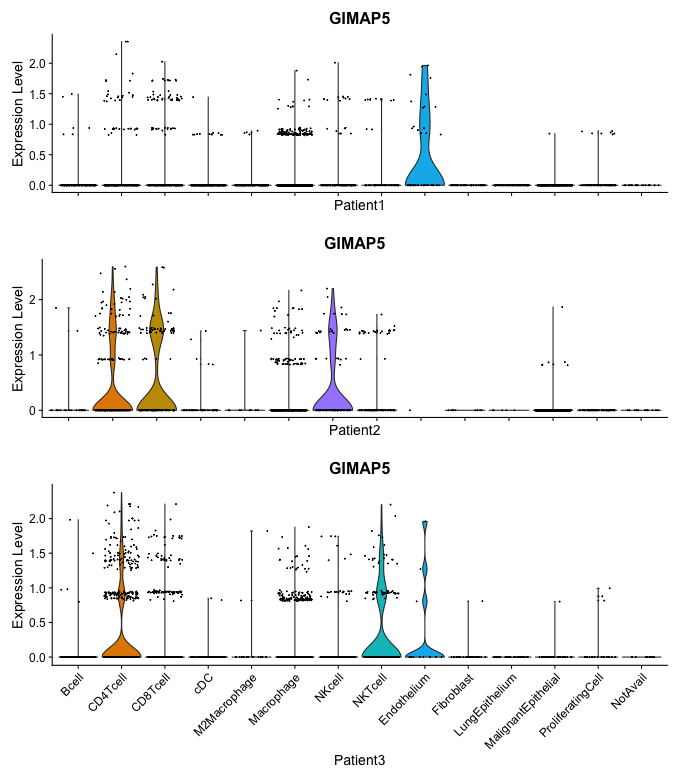 GIMAP5
Expression Level
2.0
1.5
1.0
0.5
0.0
Patient1
GIMAP5
Expression Level
2
1
0
Patient2
GIMAP5
Expression Level
2.0
1.5
1.0
0.5
0.0
Bcell
CD4Tcell
CD8Tcell
cDC
M2Macrophage
Macrophage
NKcell
NKTcell
Endothelium
Fibroblast
LungEpithelium
MalignantEpithelial
ProliferatingCell
NotAvail
Patient3